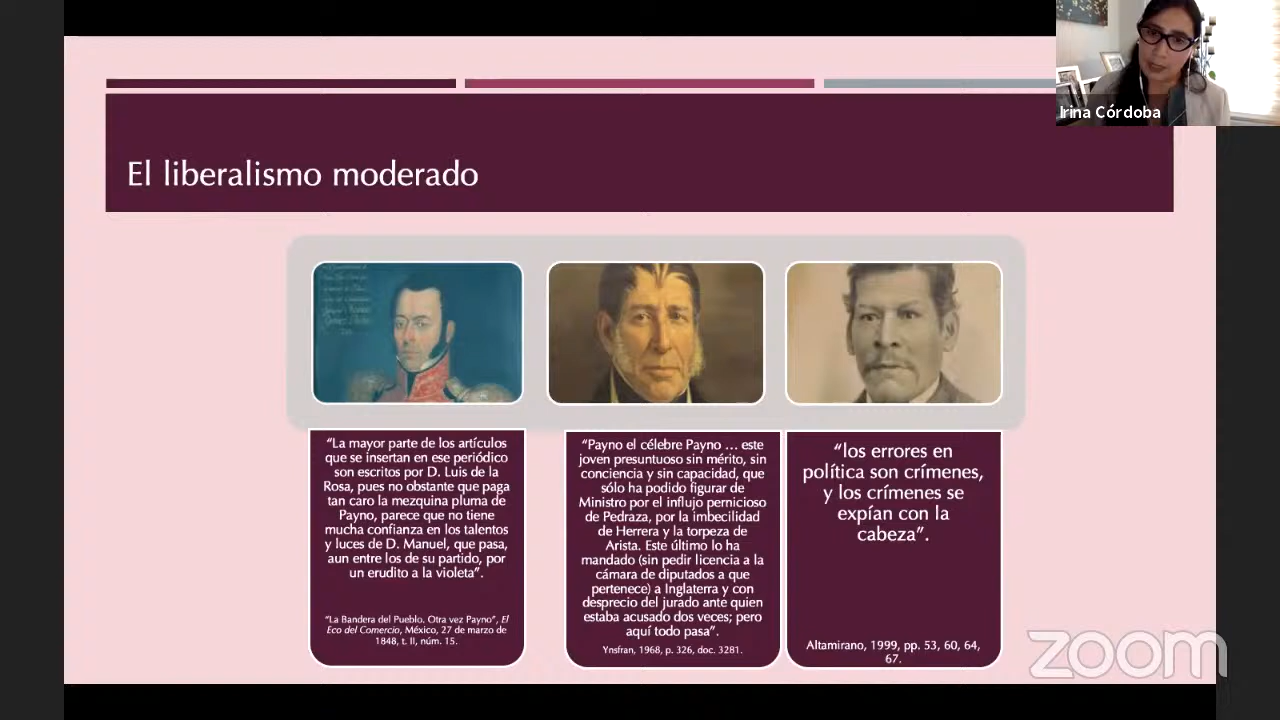 Irina Córdoba
El liberalismo moderado
“La mayor parte de los artículos
que se insertan en ese periódico
son escritos por D. Luis de la
Rosa, pues no obstante que paga
tan caro la mezquina pluma de
Payno, parece que no tiene
mucha confianza en los talentos
y luces de D. Manuel, que pasa,
aun entre los de su partido, por
un erudito a la violeta”.
“La Bandera del Pueblo. Otra vez Payno”, El
Eco del Comercio, México, 27 de marzo de
1848, t. II, núm. 15.
“Payno el célebre Payno … este
joven presuntuoso sin mérito, sin
conciencia y sin capacidad, que
sólo ha podido figurar de
Ministro por el influjo pernicioso
de Pedraza, por la imbecilidad
de Herrera y la torpeza de
Arista. Este último lo ha
mandado (sin pedir licencia a la
cámara de diputados a que
pertenece) a Inglaterra y con
desprecio del jurado ante quien
estaba acusado dos veces; pero
aquí todo pasa”.
Ynsfran, 1968, p. 326, doc. 3281.
“los errores en
política son crímenes,
y los crímenes se
expían con la
cabeza”.
Altamirano, 1999, pp. 53, 60, 64,
67.
zoom